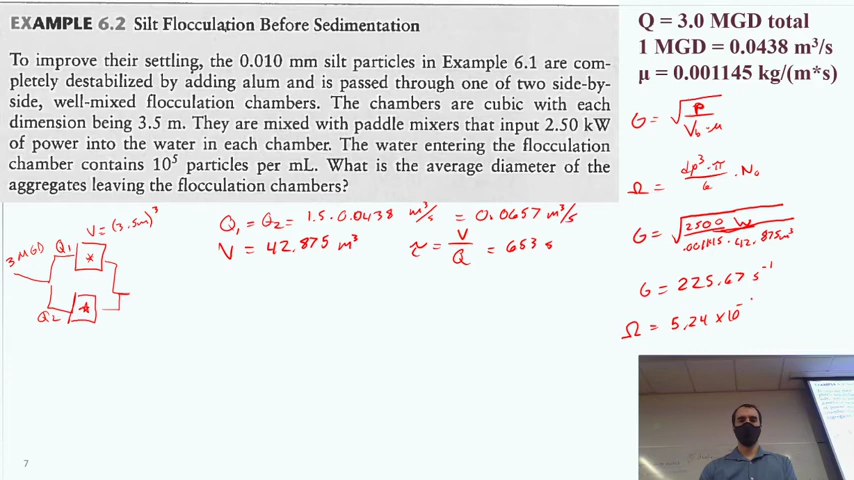 EXAMPLE 6.2 Silt Flocculation Before Sedimentation
To improve their settling, the 0.010 mm silt particles in Example 6.1 are com-
pletely destabilized by adding alum and is passed through one of two side-by-
side, well-mixed flocculation chambers. The chambers are cubic with each
dimension being 3.5 m. They are mixed with paddle mixers that input 2.50 kW
of power into the water in each chamber. The water entering the flocculation
chamber contains 10⁵ particles per mL. What is the average diameter of the
aggregates leaving the flocculation chambers?
Q = 3.0 MGD total
1 MGD = 0.0438 m³/s
μ = 0.001145 kg/(m*s)
G = √(P / V_b · μ)
Ω = dp³ · π / 6 · N₀
G = √(2500 W / .001145 · 42.875m³)
G = 225.67 s⁻¹
Ω = 5.24 x10⁻
V = (3.5m)³
3 MGD
Q1
Q2
Q₁ = Q₂ = 1.5 · 0.0438 m³/s = 0.0657 m³/s
V = 42.875 m³
τ = V / Q = 653 s
7